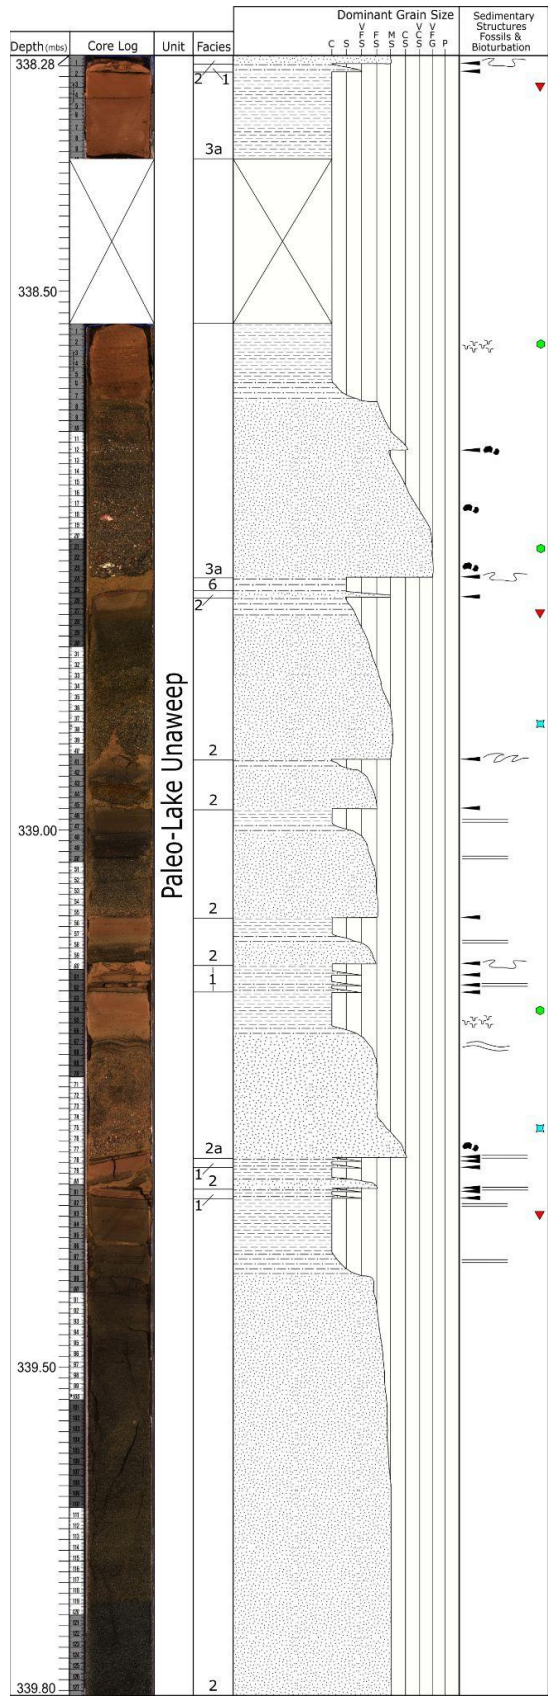 Dominant Grain Size
Sedimentary
Structures
Fossils &
Bioturbation
Depth (mbs)
Core Log
Unit
Facies
C S VFS FS MS CS VCS VFG P
338.28
2 1
3a
338.50
3a
6
2
Paleo-Lake Unaweep
2
2
339.00
2
2
1
2a
1
2
1
339.50
2
339.80